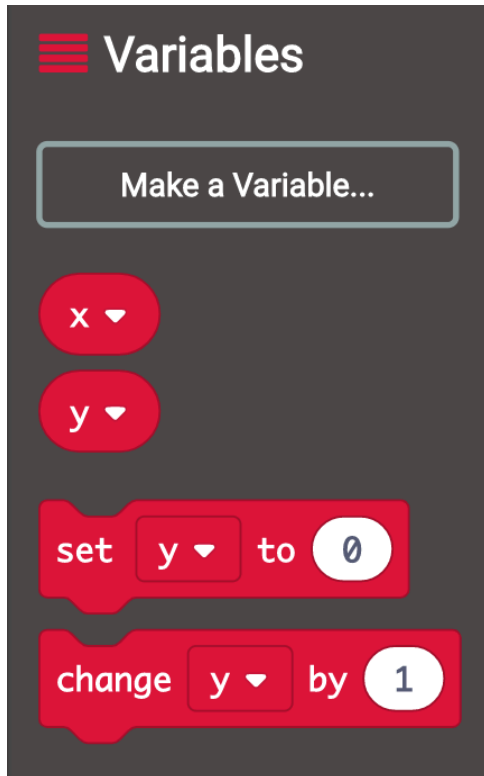 Variables
Make a Variable...
x
y
set y to 0
change y by 1